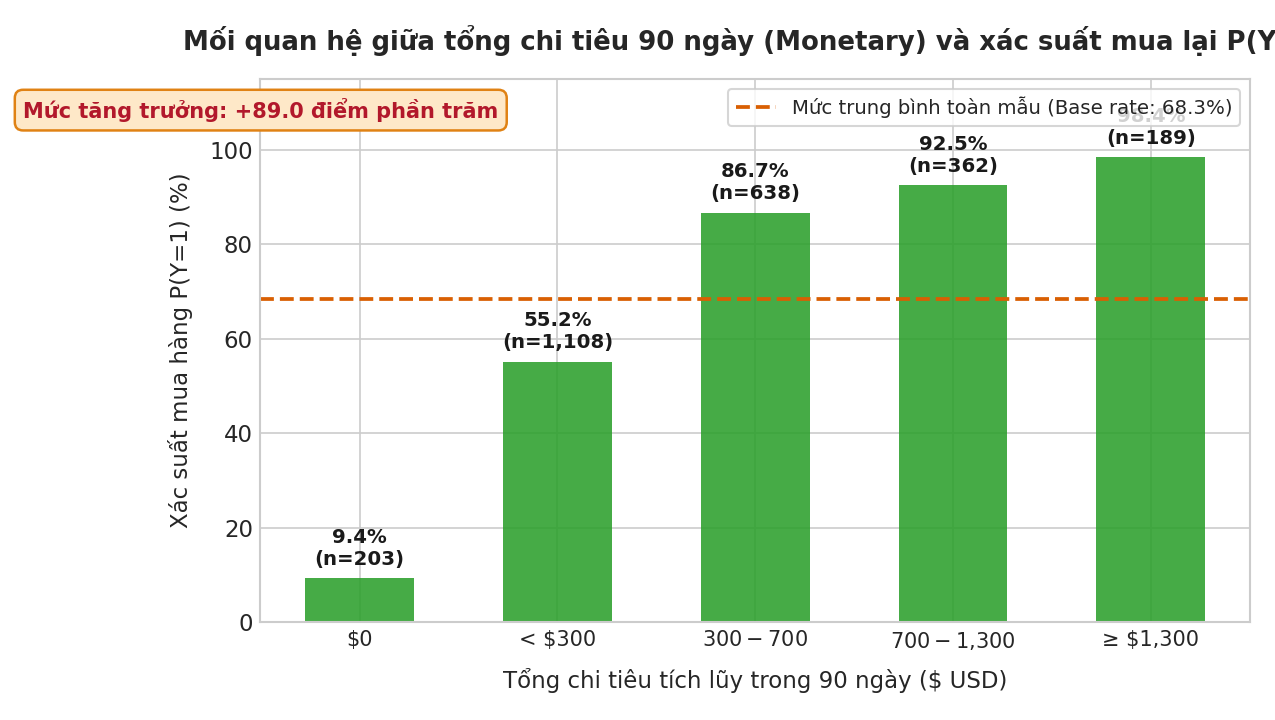 Mối quan hệ giữa tổng chi tiêu 90 ngày (Monetary) và xác suất mua lại P(Y
Mức tăng trưởng: +89.0 điểm phần trăm
Mức trung bình toàn mẫu (Base rate: 68.3%)
98.4%
(n=189)
92.5%
(n=362)
86.7%
(n=638)
55.2%
(n=1,108)
9.4%
(n=203)
Xác suất mua hàng P(Y=1) (%)
100
80
60
40
20
0
$0
< $300
300 − 700
700 − 1,300
≥ $1,300
Tổng chi tiêu tích lũy trong 90 ngày ($ USD)